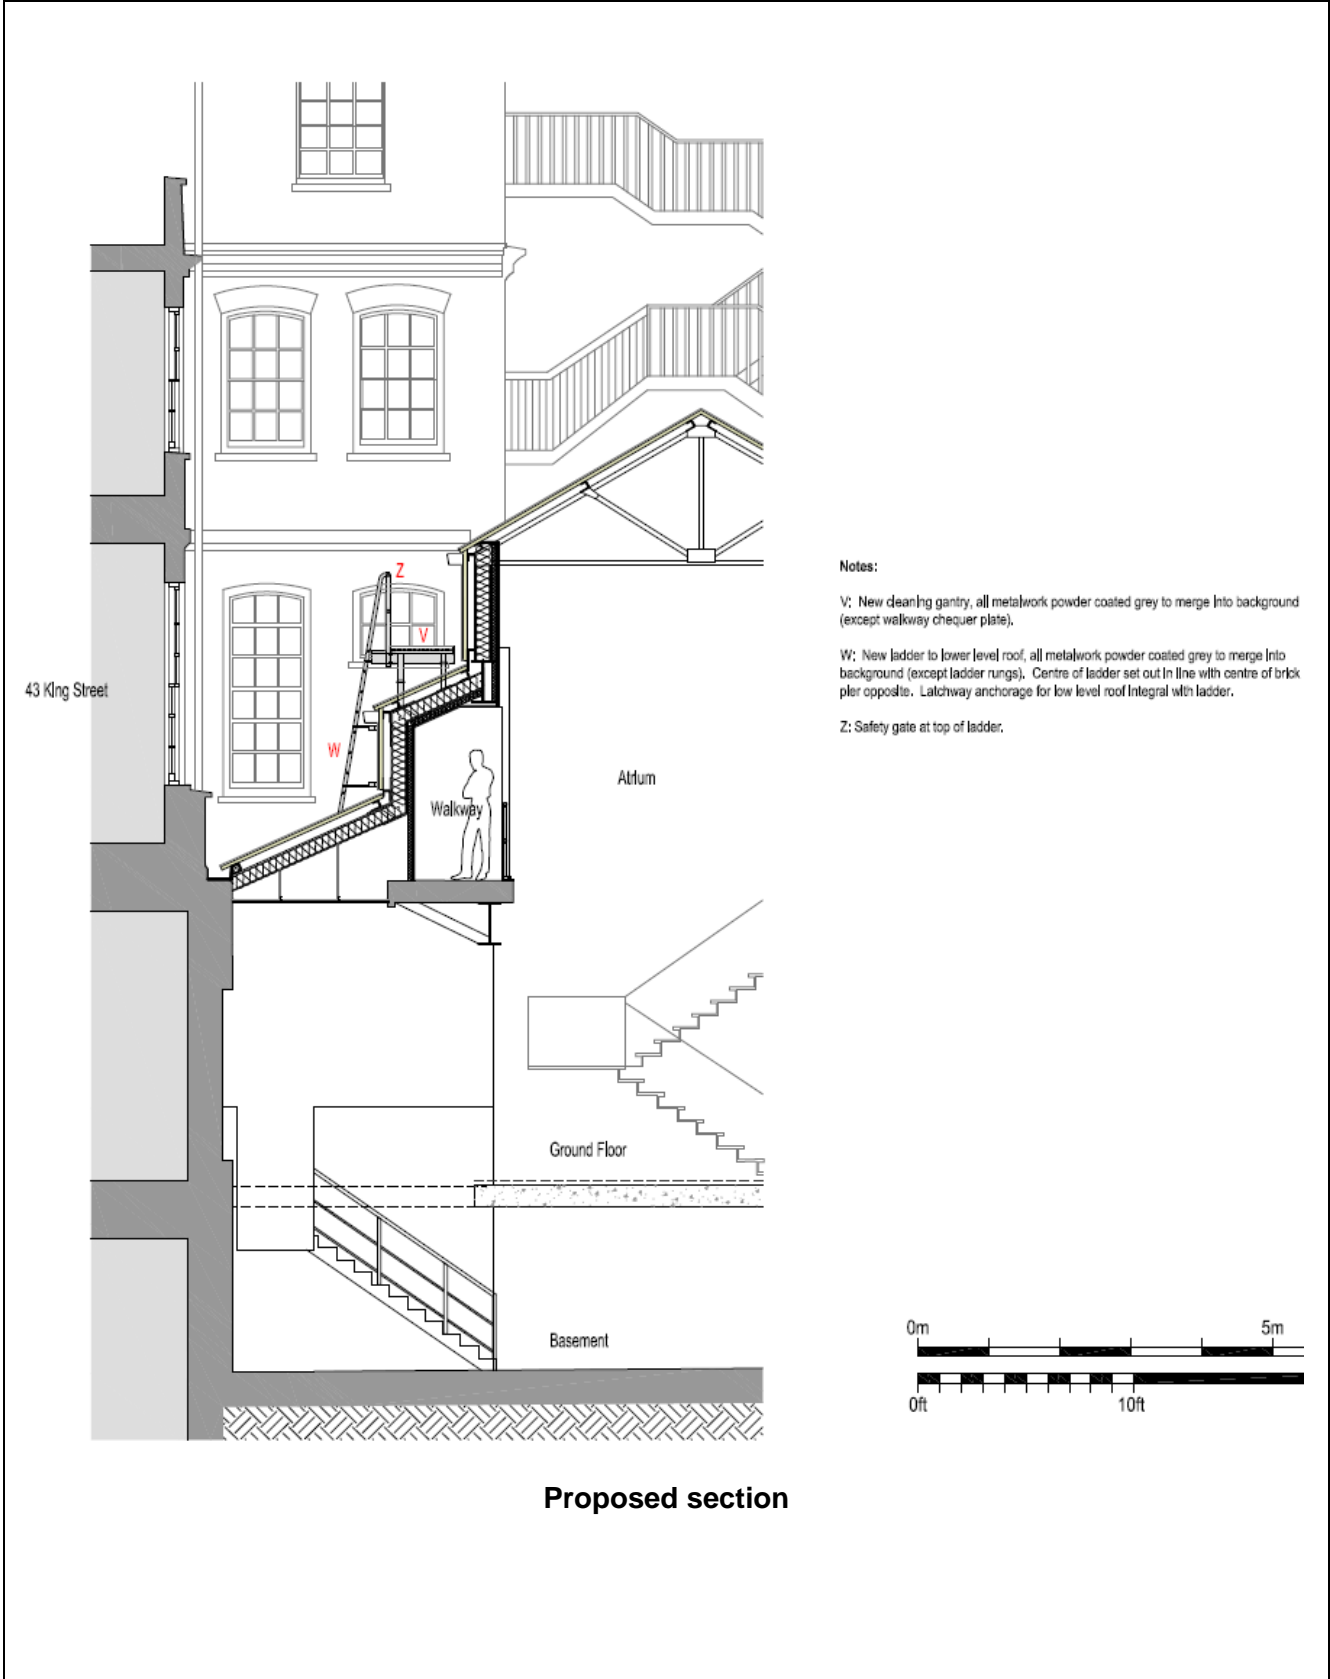 Z
V
43 King Street
W
Walkway
Atrium
Ground Floor
Basement
Notes:
V: New cleaning gantry, all metalwork powder coated grey to merge into background
(except walkway chequer plate).
W: New ladder to lower level roof, all metalwork powder coated grey to merge into
background (except ladder rungs). Centre of ladder set out in line with centre of brick
pier opposite. Latchway anchorage for low level roof integral with ladder.
Z: Safety gate at top of ladder.
0m 5m
0ft 10ft
Proposed section